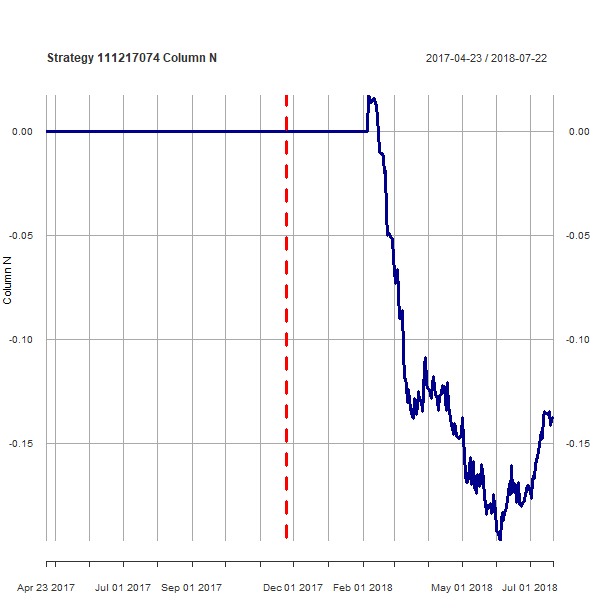 Strategy 111217074 Column N
2017-04-23 / 2018-07-22
0.00 0.00
-0.05 -0.05
Column N
-0.10 -0.10
-0.15 -0.15
Apr 23 2017 Jul 01 2017 Sep 01 2017 Dec 01 2017 Feb 01 2018 May 01 2018 Jul 01 2018